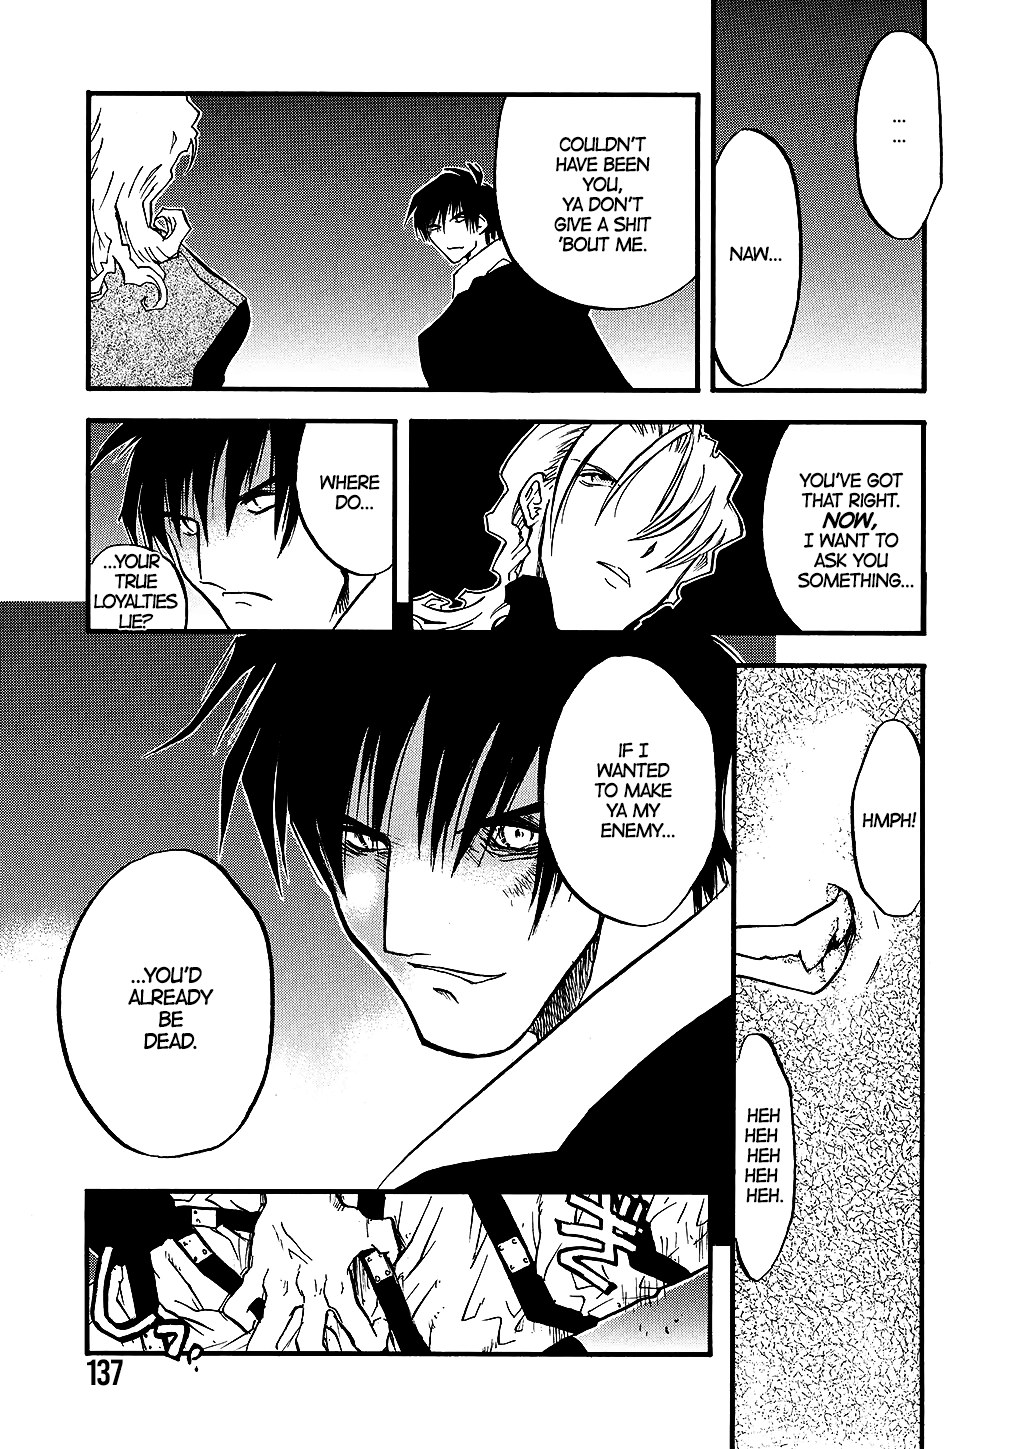 ...
...
NAW...
COULDN'T
HAVE BEEN
YOU,
YA DON'T
GIVE A SHIT
'BOUT ME.
YOU'VE GOT
THAT RIGHT.
NOW,
I WANT TO
ASK YOU
SOMETHING...
WHERE
DO...
...YOUR
TRUE
LOYALTIES
LIE?
HMPH!
HEH
HEH
HEH
HEH
HEH.
IF I
WANTED
TO MAKE
YA MY
ENEMY...
...YOU'D
ALREADY
BE
DEAD.
137